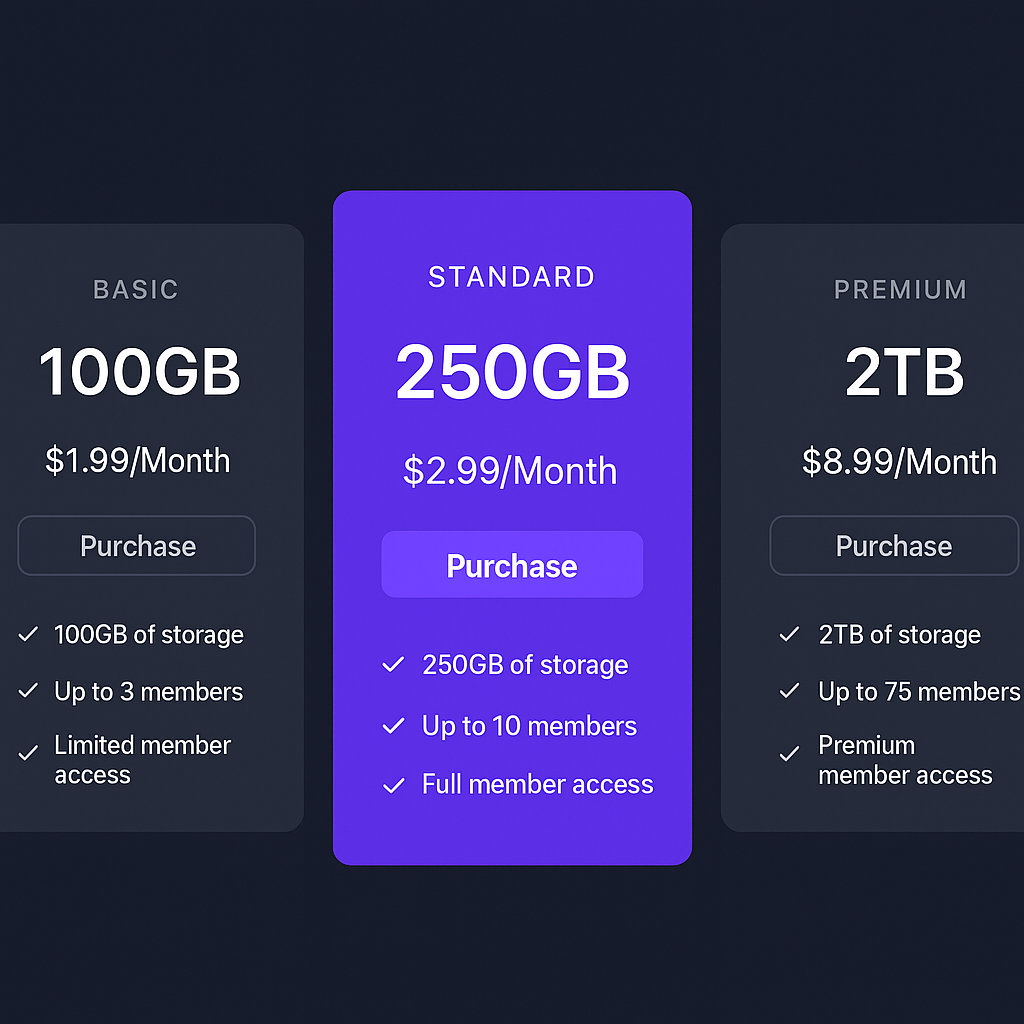 BASIC
100GB
$1.99/Month
Purchase
100GB of storage
Up to 3 members
Limited member
access
STANDARD
250GB
$2.99/Month
Purchase
250GB of storage
Up to 10 members
Full member access
PREMIUM
2TB
$8.99/Month
Purchase
2TB of storage
Up to 75 members
Premium
member access